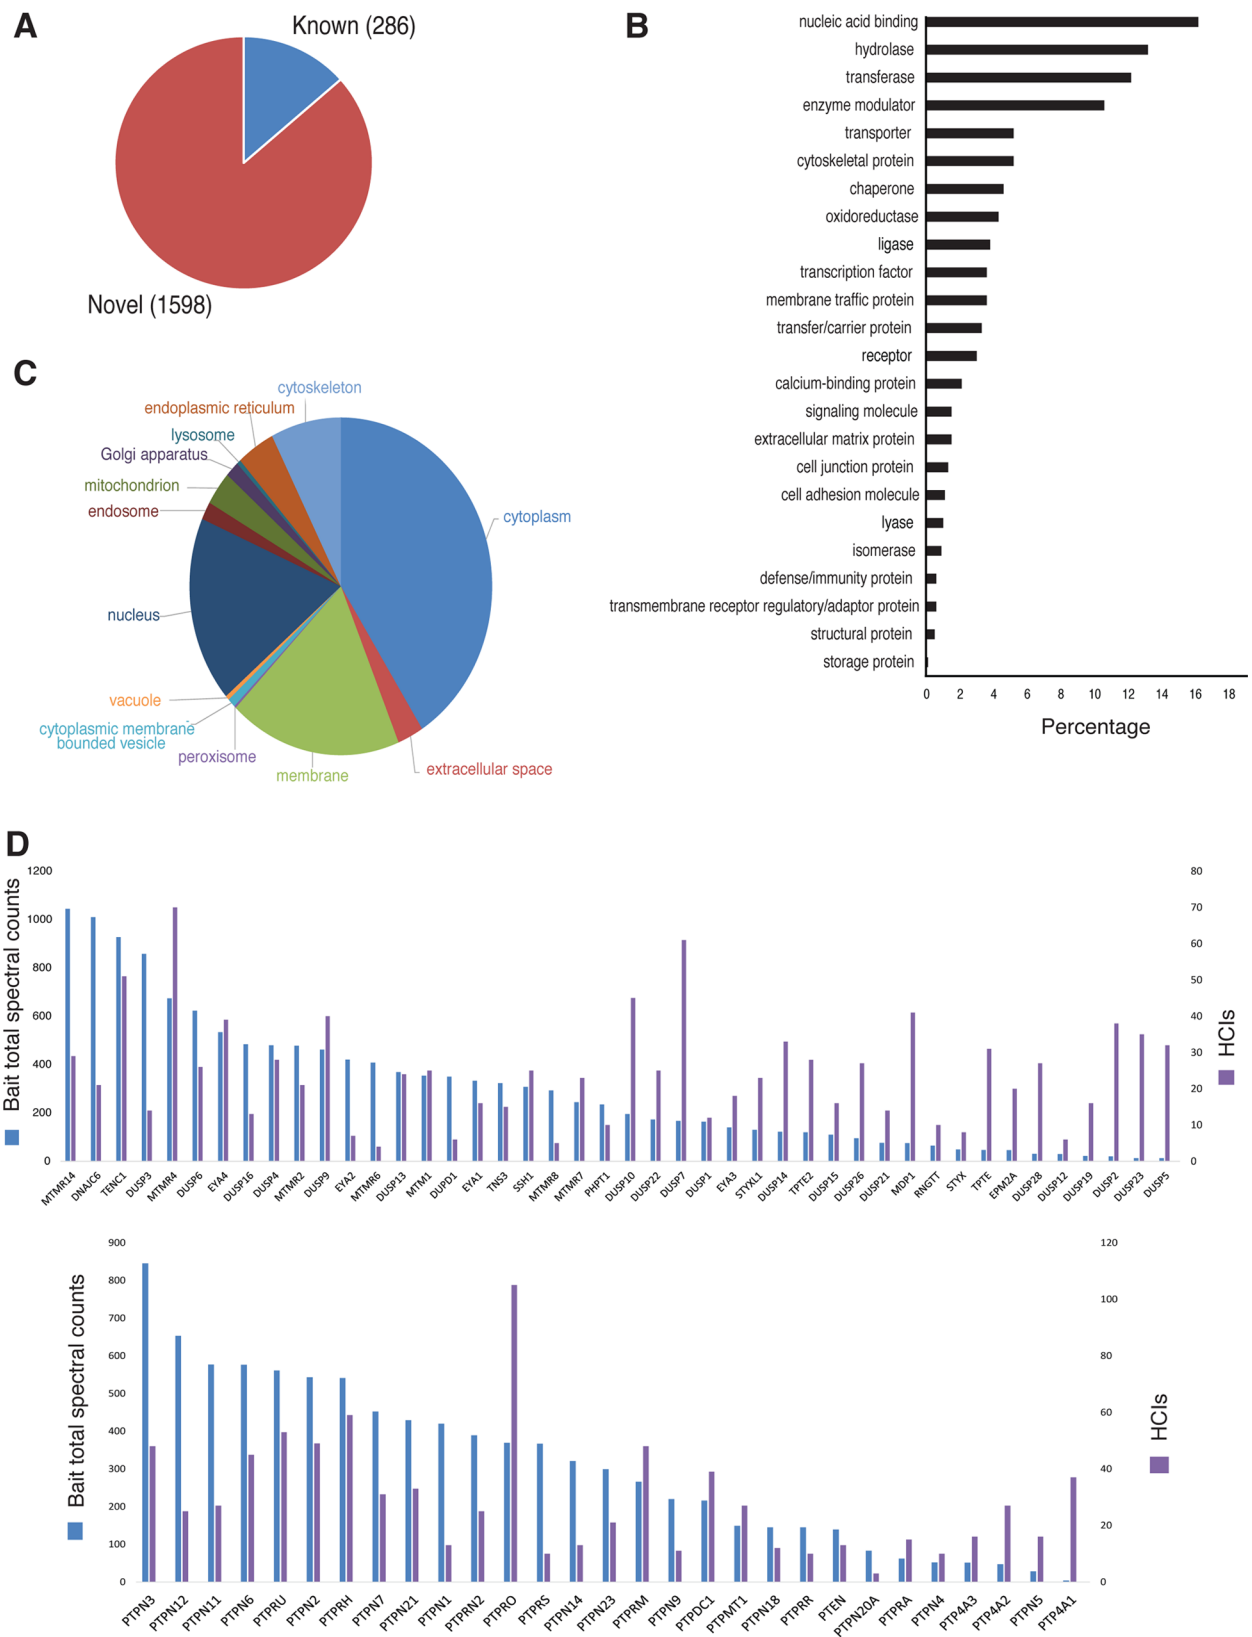 A
Known (286)
Novel (1598)
B
nucleic acid binding
hydrolase
transferase
enzyme modulator
transporter
cytoskeletal protein
chaperone
oxidoreductase
ligase
transcription factor
membrane traffic protein
transfer/carrier protein
receptor
calcium-binding protein
signaling molecule
extracellular matrix protein
cell junction protein
cell adhesion molecule
lyase
isomerase
defense/immunity protein
transmembrane receptor regulatory/adaptor protein
structural protein
storage protein
0 2 4 6 8 10 12 14 16 18
Percentage
C
cytoskeleton
endoplasmic reticulum
lysosome
Golgi apparatus
mitochondrion
endosome
cytoplasm
nucleus
vacuole
cytoplasmic membrane
bounded vesicle
peroxisome
membrane
extracellular space
D
Bait total spectral counts
1200
1000
800
600
400
200
0
80
70
60
50
40
30
20
10
0
HCIs
MTMR14 DNAJC6 TENC1 DUSP3 MTMR4 DUSP6 EYA4 DUSP16 DUSP4 MTMR2 DUSP9 EYA2 MTMR6 DUSP13 MTM1 DUPD1 EYA1 TNS3 SSH1 MTMR8 MTMR7 PHPT1 DUSP10 DUSP22 DUSP7 DUSP1 EYA3 STYXL1 DUSP14 TPTE2 DUSP15 DUSP26 DUSP21 MDP1 RNGTT STYX TPTE EPM2A DUSP28 DUSP12 DUSP19 DUSP2 DUSP23 DUSP5
Bait total spectral counts
900
800
700
600
500
400
300
200
100
0
120
100
80
60
40
20
0
HCIs
PTPN3 PTPN12 PTPN11 PTPN6 PTPRU PTPN2 PTPRH PTPN7 PTPN21 PTPN1 PTPRN2 PTPRO PTPRS PTPN14 PTPN23 PTPRM PTPN9 PTPDC1 PTPMT1 PTPN18 PTPRR PTEN PTPN20A PTPRA PTPN4 PTP4A3 PTP4A2 PTPN5 PTP4A1